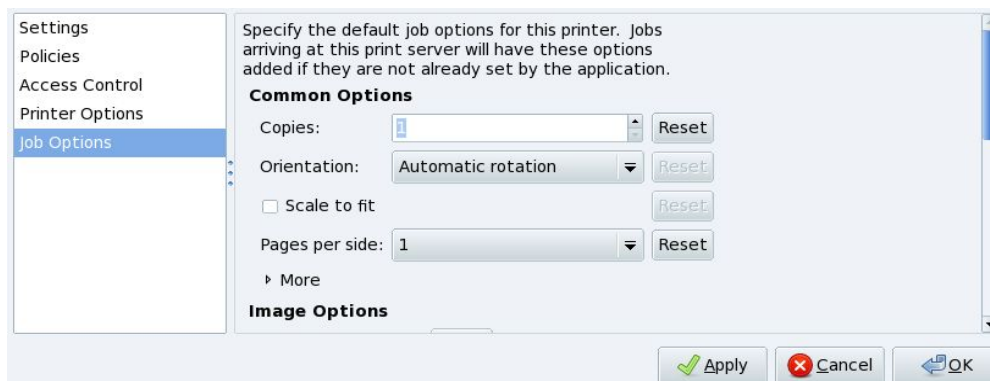 Settings
Policies
Access Control
Printer Options
Job Options
Specify the default job options for this printer. Jobs
arriving at this print server will have these options
added if they are not already set by the application.
Common Options
Copies: 1 Reset
Orientation: Automatic rotation Reset
Scale to fit Reset
Pages per side: 1 Reset
More
Image Options
Apply Cancel OK